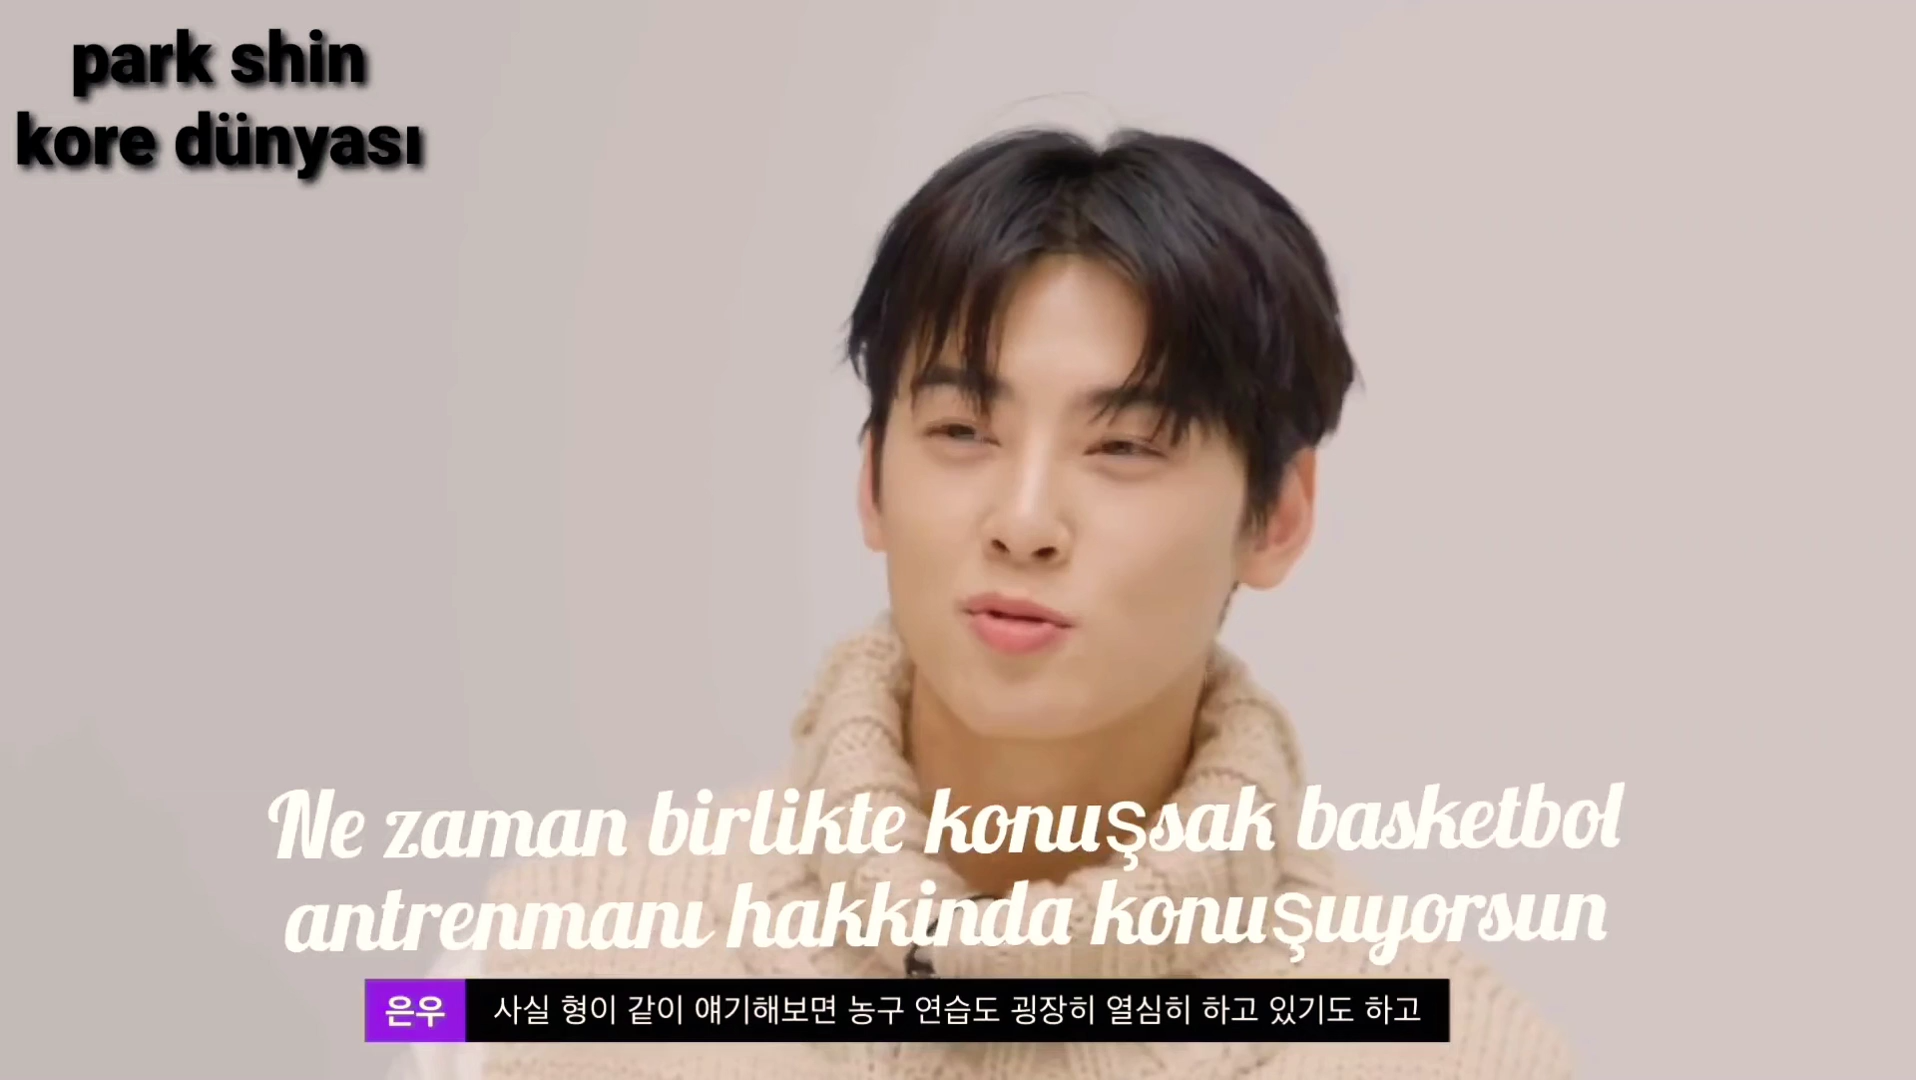 park shin
kore dünyası
Ne zaman birlikte konuşsak basketbol
antrenmanı hakkinda konuşuyorsun
은우 사실 형이 같이 얘기해보면 농구 연습도 굉장히 열심히 하고 있기도 하고